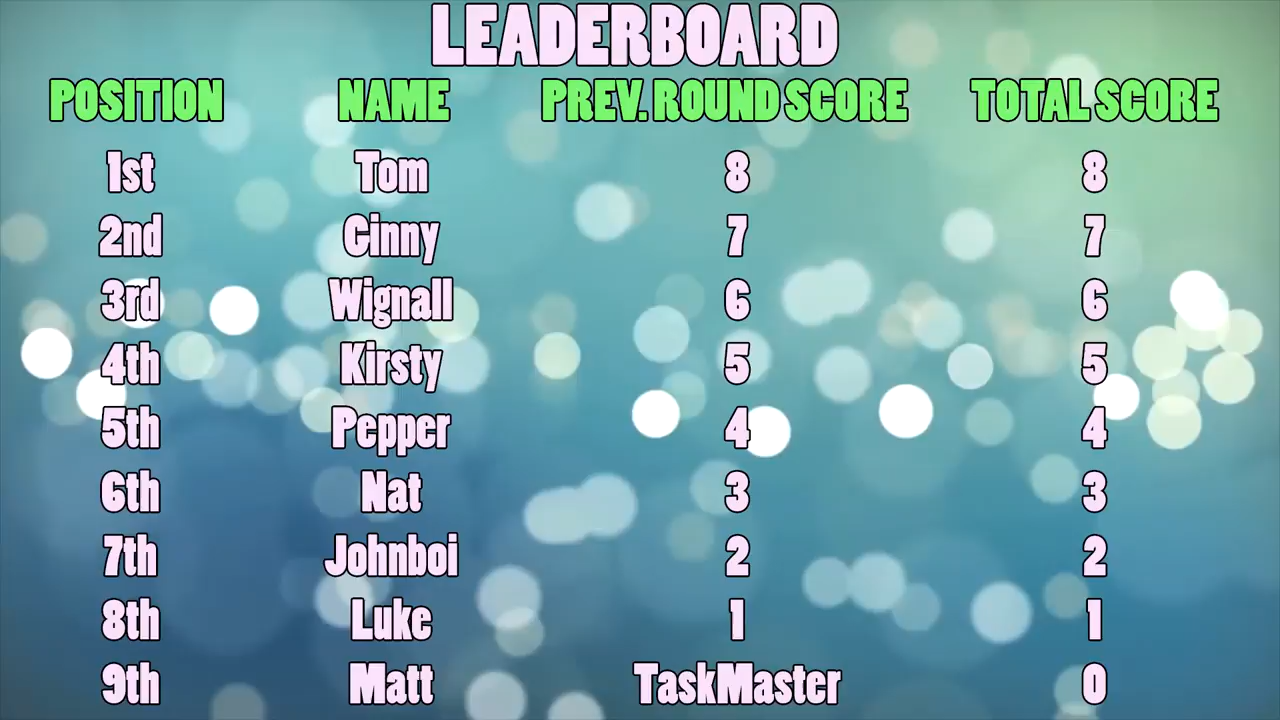 LEADERBOARD
POSITION NAME PREV. ROUND SCORE TOTAL SCORE
1st Tom 8 8
2nd Ginny 7 7
3rd Wignall 6 6
4th Kirsty 5 5
5th Pepper 4 4
6th Nat 3 3
7th Johnboi 2 2
8th Luke 1 1
9th Matt TaskMaster 0